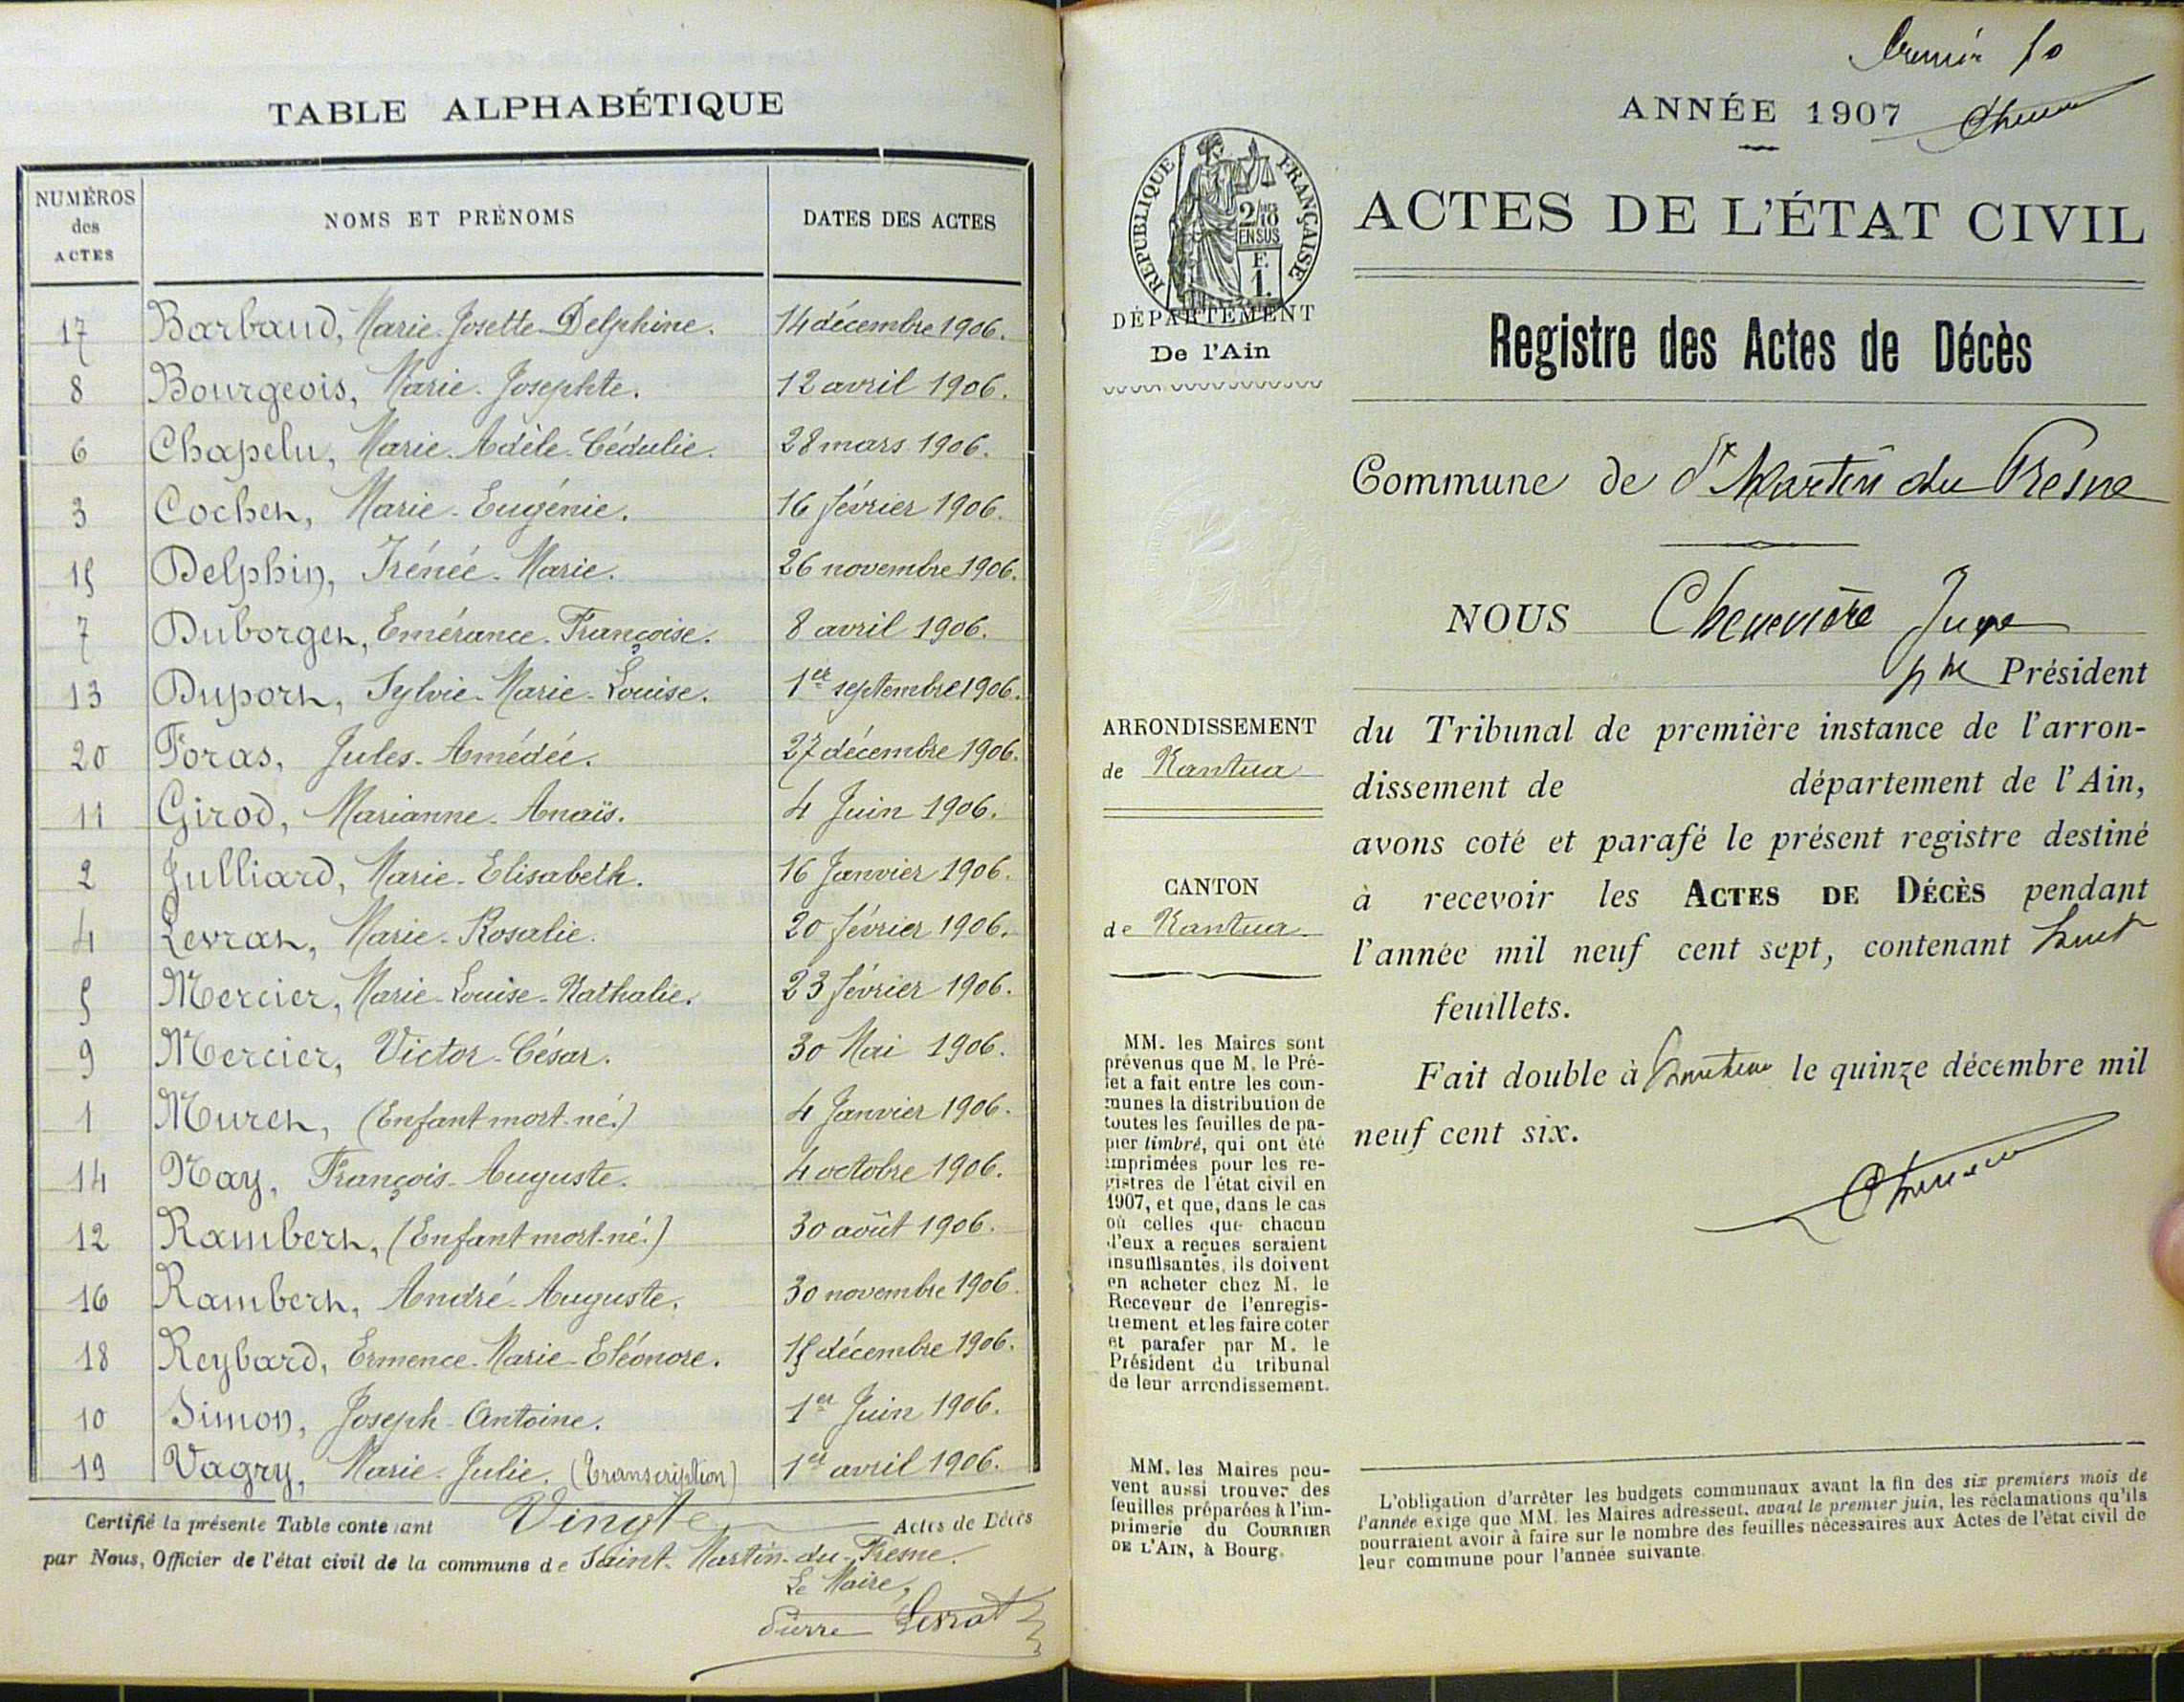 TABLE ALPHABÉTIQUE
NUMÉROS des ACTES NOMS ET PRÉNOMS DATES DES ACTES
17 Barbaud, Marie-Josette-Delphine. 14 décembre 1906.
8 Bourgeois, Marie-Josephte. 12 avril 1906.
6 Chapelu, Marie-Adèle-Cédulie. 28 mars 1906.
3 Cochet, Marie-Eugénie. 16 février 1906.
15 Delphin, Irénée-Marie. 26 novembre 1906.
7 Duborget, Emérance-Françoise. 8 avril 1906.
13 Duport, Sylvie-Marie-Louise. 1er septembre 1906.
20 Foras, Jules-Amédée. 27 décembre 1906.
11 Girod, Marianne-Anaïs. 4 Juin 1906.
2 Julliard, Marie-Elisabeth. 16 Janvier 1906.
4 Levrat, Marie-Rosalie. 20 février 1906.
5 Mercier, Marie-Louise-Nathalie. 23 février 1906.
9 Mercier, Victor-César. 30 Mai 1906.
1 Muret, (Enfant mort-né.) 4 Janvier 1906.
14 Nay, François-Auguste. 4 octobre 1906.
12 Rambert, (Enfant mort-né.) 30 août 1906.
16 Rambert, André-Auguste. 30 novembre 1906.
18 Reybard, Ermence-Marie-Eléonore. 15 décembre 1906.
10 Simon, Joseph-Antoine. 1er Juin 1906.
19 Vagry, Marie-Julie. (Transcription) 1er avril 1906.
Certifié la présente Table contenant Vingt Actes de Décès
par Nous, Officier de l'état civil de la commune de Saint-Martin-du-Fresne.
Le Maire,
Pierre Levrat
ANNÉE 1907
RÉPUBLIQUE FRANÇAISE
2/10 EN SUS
F.
1.
ACTES DE L'ÉTAT CIVIL
DÉPARTEMENT
De l'Ain
Registre des Actes de Décès
Commune de St Martin du Fresne
NOUS Chenevière Juge
Président
ARRONDISSEMENT
de Nantua
CANTON
de Nantua
du Tribunal de première instance de l'arron-
dissement de département de l'Ain,
avons coté et parafé le présent registre destiné
à recevoir les ACTES DE DÉCÈS pendant
l'année mil neuf cent sept, contenant huit
feuillets.
Fait double à Nantua le quinze décembre mil
neuf cent six.
MM. les Maires sont
prévenus que M. le Pré-
fet a fait entre les com-
munes la distribution de
toutes les feuilles de pa-
pier timbré, qui ont été
imprimées pour les re-
gistres de l'état civil en
1907, et que, dans le cas
où celles que chacun
d'eux a reçues seraient
insuffisantes, ils doivent
en acheter chez M. le
Receveur de l'enregis-
trement et les faire coter
et parafer par M. le
Président du tribunal
de leur arrondissement.
MM. les Maires peu-
vent aussi trouver des
feuilles préparées à l'im-
primerie du COURRIER
DE L'AIN, à Bourg.
L'obligation d'arrêter les budgets communaux avant la fin des six premiers mois de
l'année exige que MM. les Maires adressent, avant le premier juin, les réclamations qu'ils
pourraient avoir à faire sur le nombre des feuilles nécessaires aux Actes de l'état civil de
leur commune pour l'année suivante.